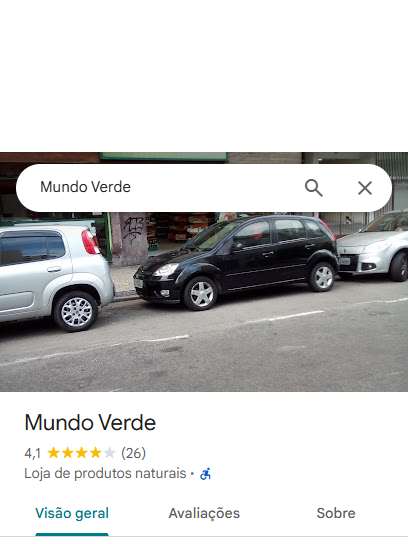 Mundo Verde
Mundo Verde
4,1 (26)
Loja de produtos naturais •
Visão geral Avaliações Sobre